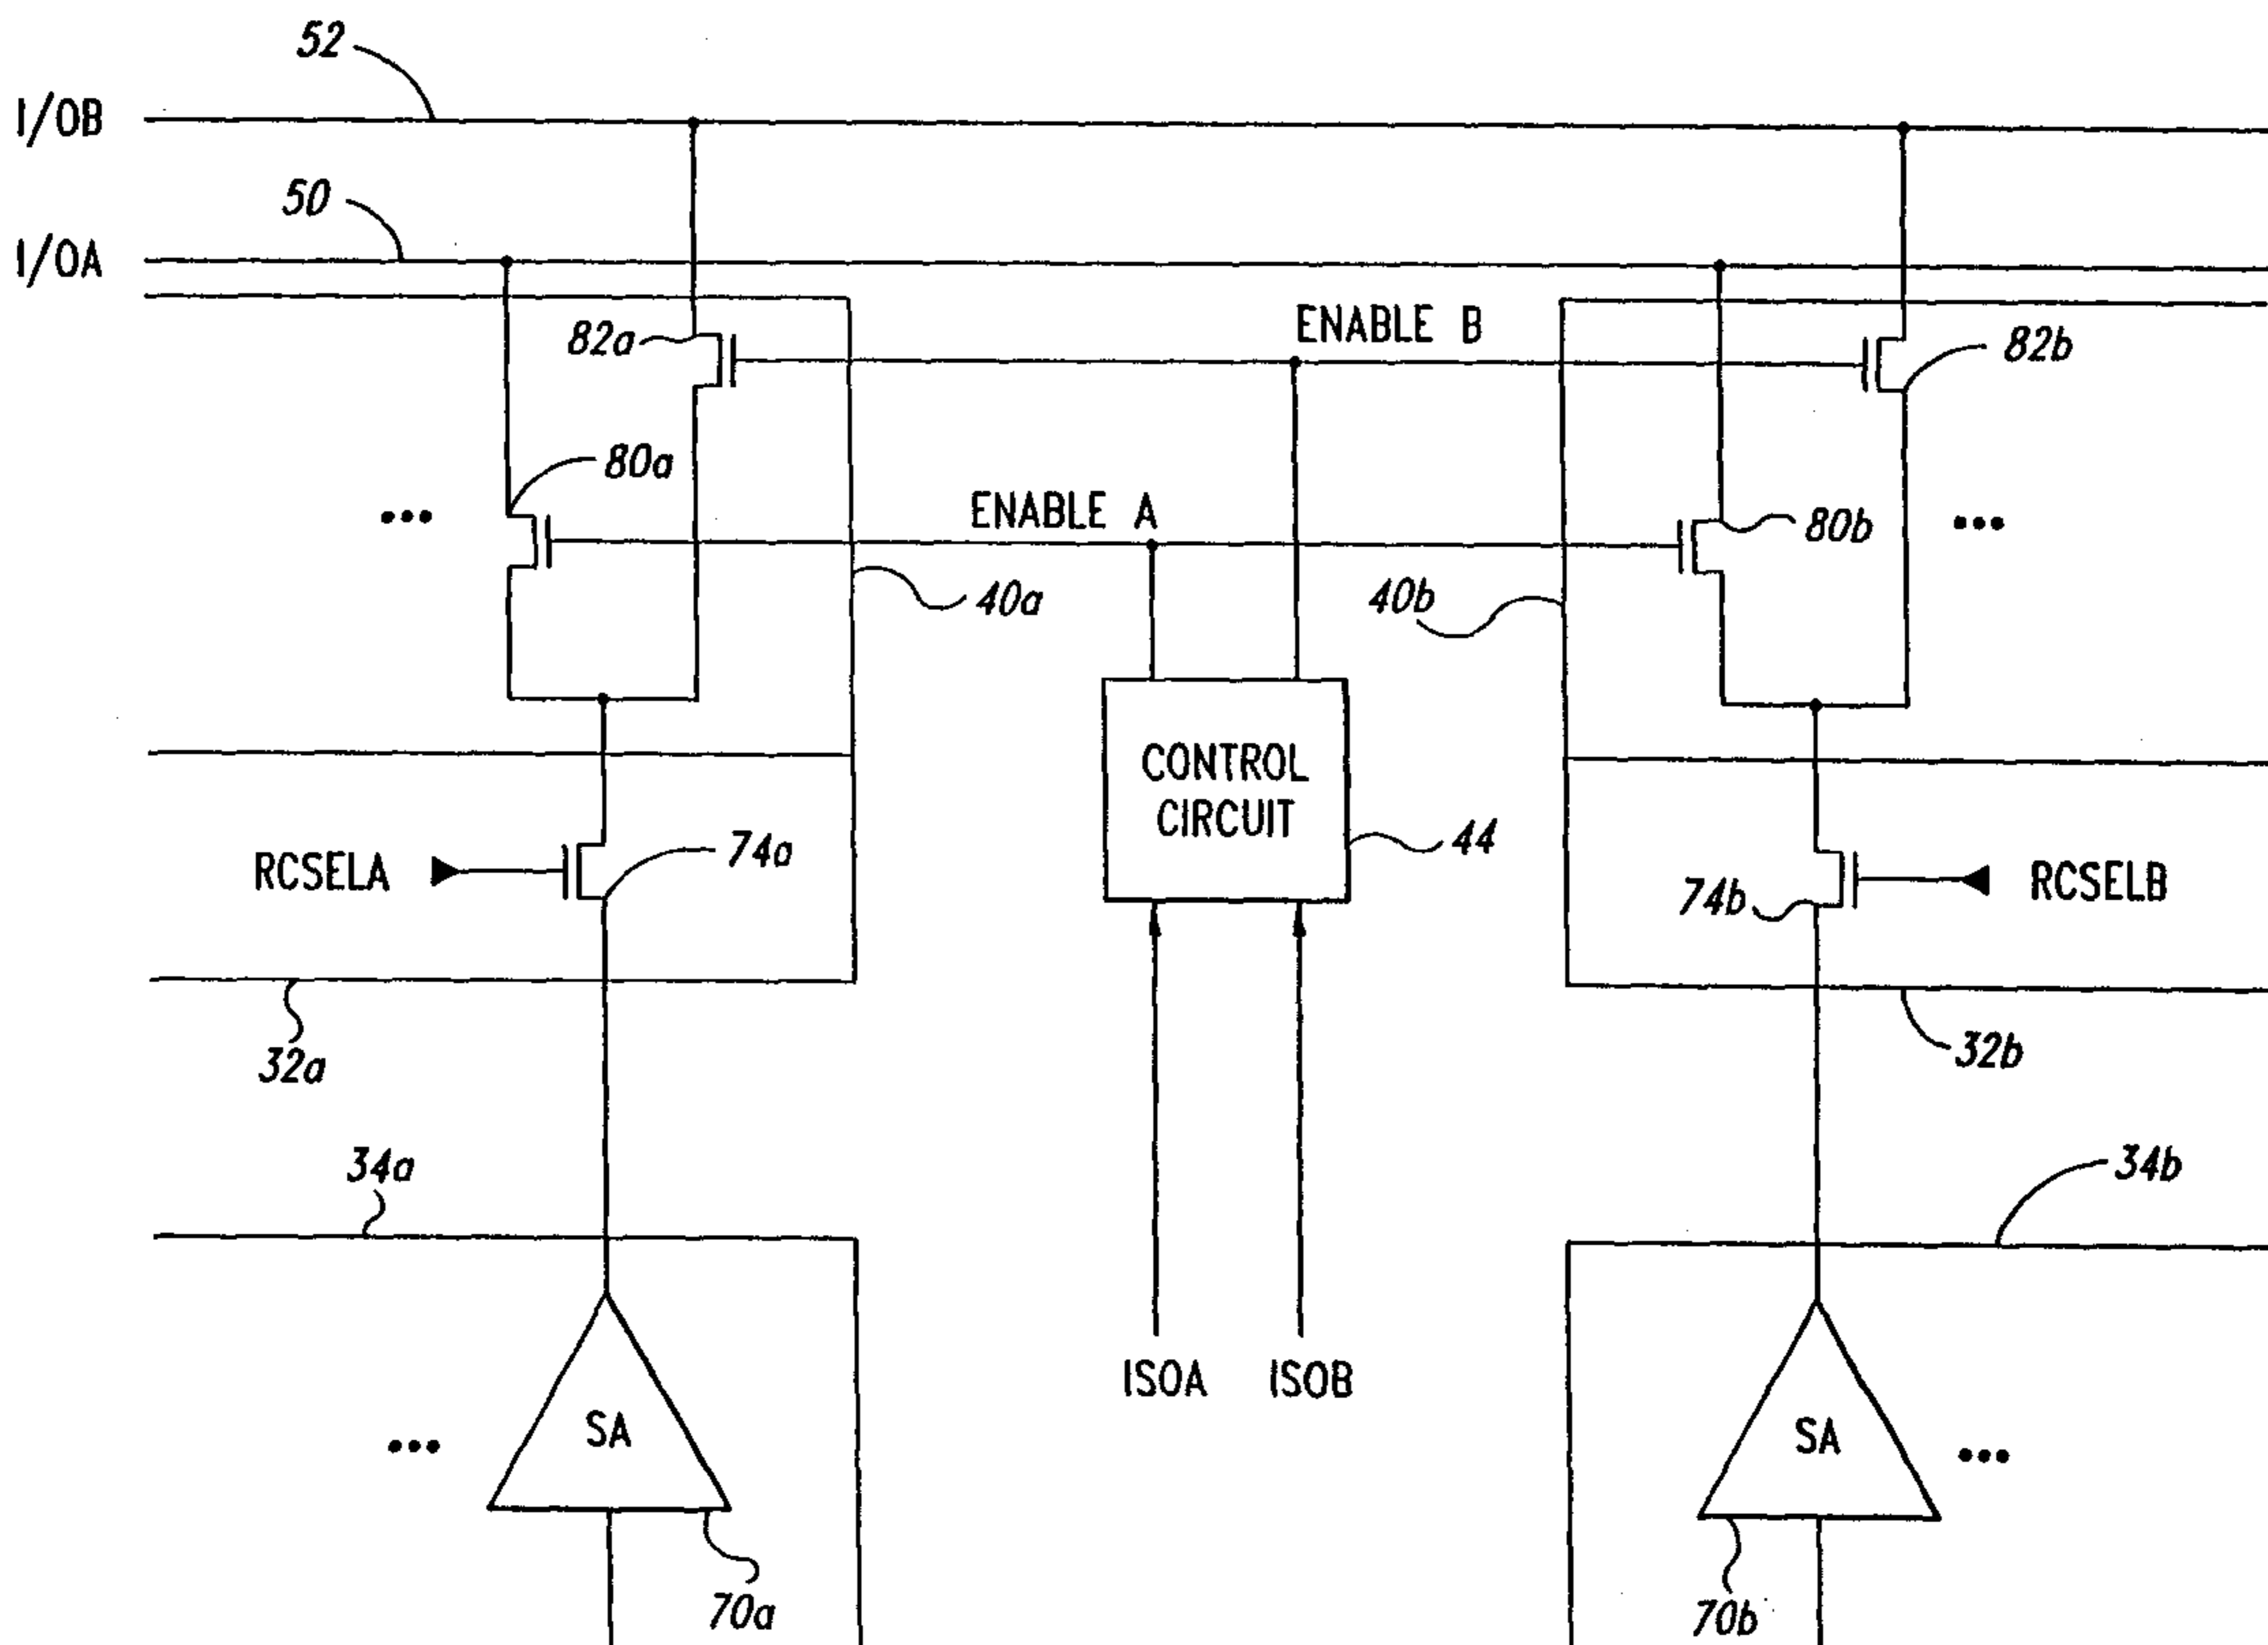 52
I/OB
50
I/OA
ENABLE B
82a
82b
80a
ENABLE A
80b
40a
40b
CONTROL
CIRCUIT
44
RCSELA
74a
74b
RCSELB
32a
32b
34a
34b
ISOA
ISOB
SA
SA
70a
70b